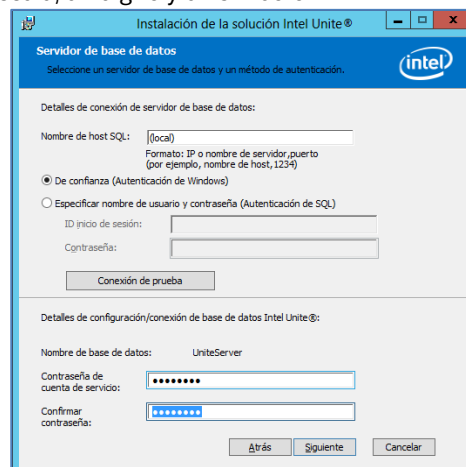 Instalación de la solución Intel Unite®
Servidor de base de datos
Seleccione un servidor de base de datos y un método de autenticación.
intel
Detalles de conexión de servidor de base de datos:
Nombre de host SQL: (local)
Formato: IP o nombre de servidor,puerto
(por ejemplo, nombre de host,1234)
De confianza (Autenticación de Windows)
Especificar nombre de usuario y contraseña (Autenticación de SQL)
ID inicio de sesión:
Contraseña:
Conexión de prueba
Detalles de configuración/conexión de base de datos Intel Unite®:
Nombre de base de datos: UniteServer
Contraseña de
cuenta de servicio: ●●●●●●●●
Confirmar
contraseña: ●●●●●●●●
Atrás Siguiente Cancelar